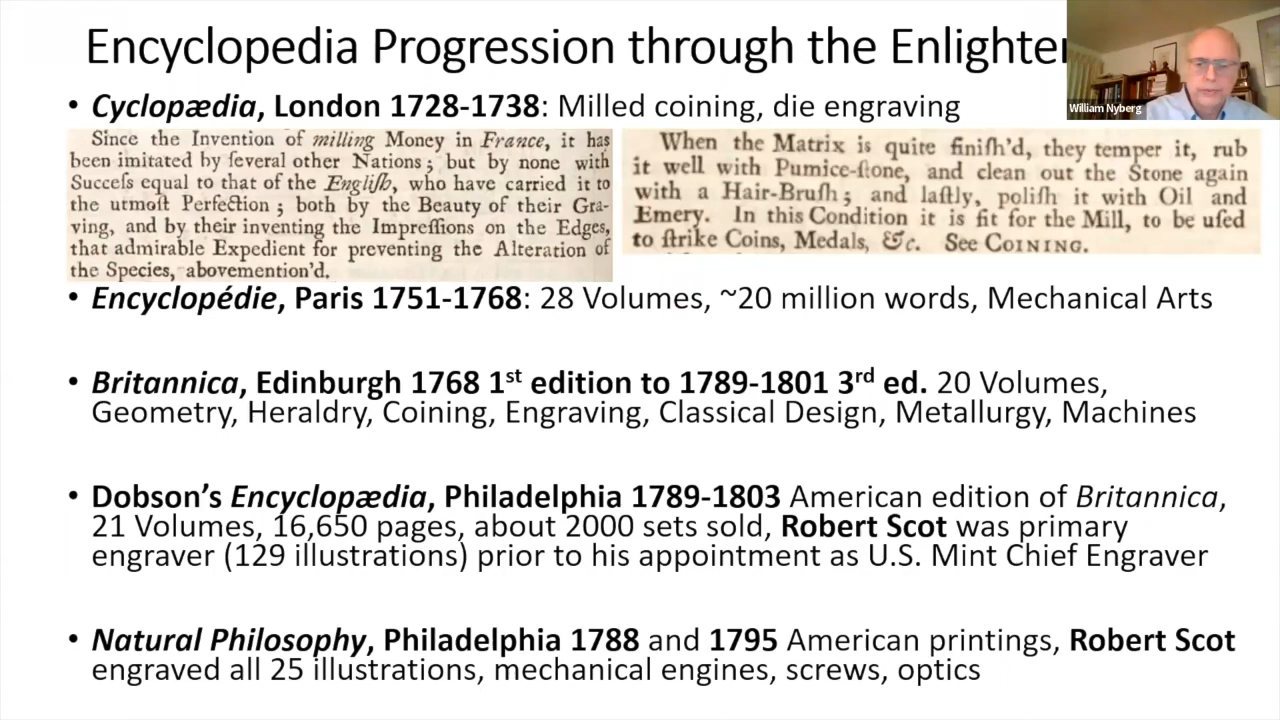 Encyclopedia Progression through the Enlighten
William Nyberg
• Cyclopædia, London 1728-1738: Milled coining, die engraving
Since the Invention of milling Money in France, it has
been imitated by ſeveral other Nations; but by none with
Succeſs equal to that of the Engliſh, who have carried it to
the utmoſt Perfection; both by the Beauty of their Gra-
ving, and by their inventing the Impreſſions on the Edges,
that admirable Expedient for preventing the Alteration of
the Species, abovemention'd.
When the Matrix is quite finiſh'd, they temper it, rub
it well with Pumice-ſtone, and clean out the Stone again
with a Hair-Bruſh; and laſtly, poliſh it with Oil and
Emery. In this Condition it is fit for the Mill, to be uſed
to ſtrike Coins, Medals, &c. See COINING.
• Encyclopédie, Paris 1751-1768: 28 Volumes, ~20 million words, Mechanical Arts
• Britannica, Edinburgh 1768 1st edition to 1789-1801 3rd ed. 20 Volumes,
Geometry, Heraldry, Coining, Engraving, Classical Design, Metallurgy, Machines
• Dobson’s Encyclopædia, Philadelphia 1789-1803 American edition of Britannica,
21 Volumes, 16,650 pages, about 2000 sets sold, Robert Scot was primary
engraver (129 illustrations) prior to his appointment as U.S. Mint Chief Engraver
• Natural Philosophy, Philadelphia 1788 and 1795 American printings, Robert Scot
engraved all 25 illustrations, mechanical engines, screws, optics